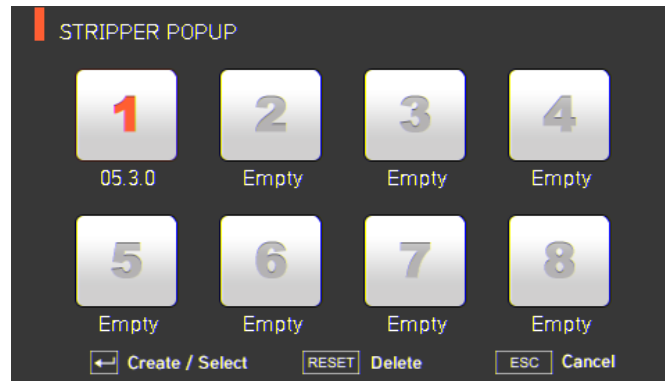 STRIPPER POPUP
1 2 3 4
05.3.0 Empty Empty Empty
5 6 7 8
Empty Empty Empty Empty
↵ Create / Select RESET Delete ESC Cancel